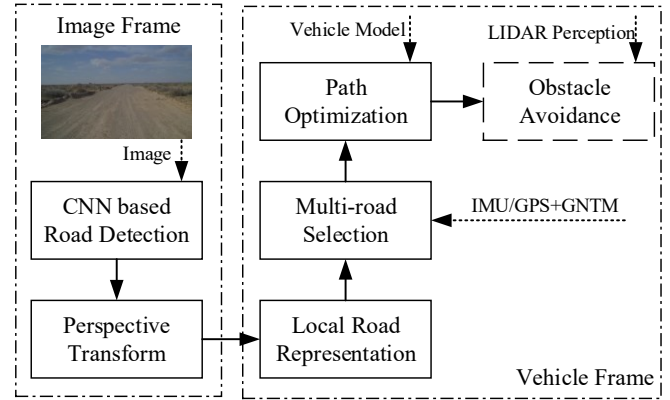 Image Frame
Image
CNN based
Road Detection
Perspective
Transform
Vehicle Model
LIDAR Perception
Path
Optimization
Obstacle
Avoidance
Multi-road
Selection
IMU/GPS+GNTM
Local Road
Representation
Vehicle Frame